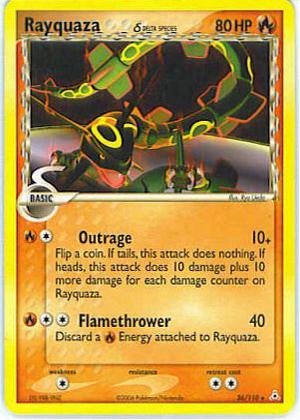 Rayquaza δ DELTA SPECIES 80 HP
Illus. Ryo Ueda
BASIC
Outrage 10+
Flip a coin. If tails, this attack does nothing. If
heads, this attack does 10 damage plus 10
more damage for each damage counter on
Rayquaza.
Flamethrower 40
Discard a Energy attached to Rayquaza.
weakness resistance retreat cost
©2006 Pokémon/Nintendo 26/110